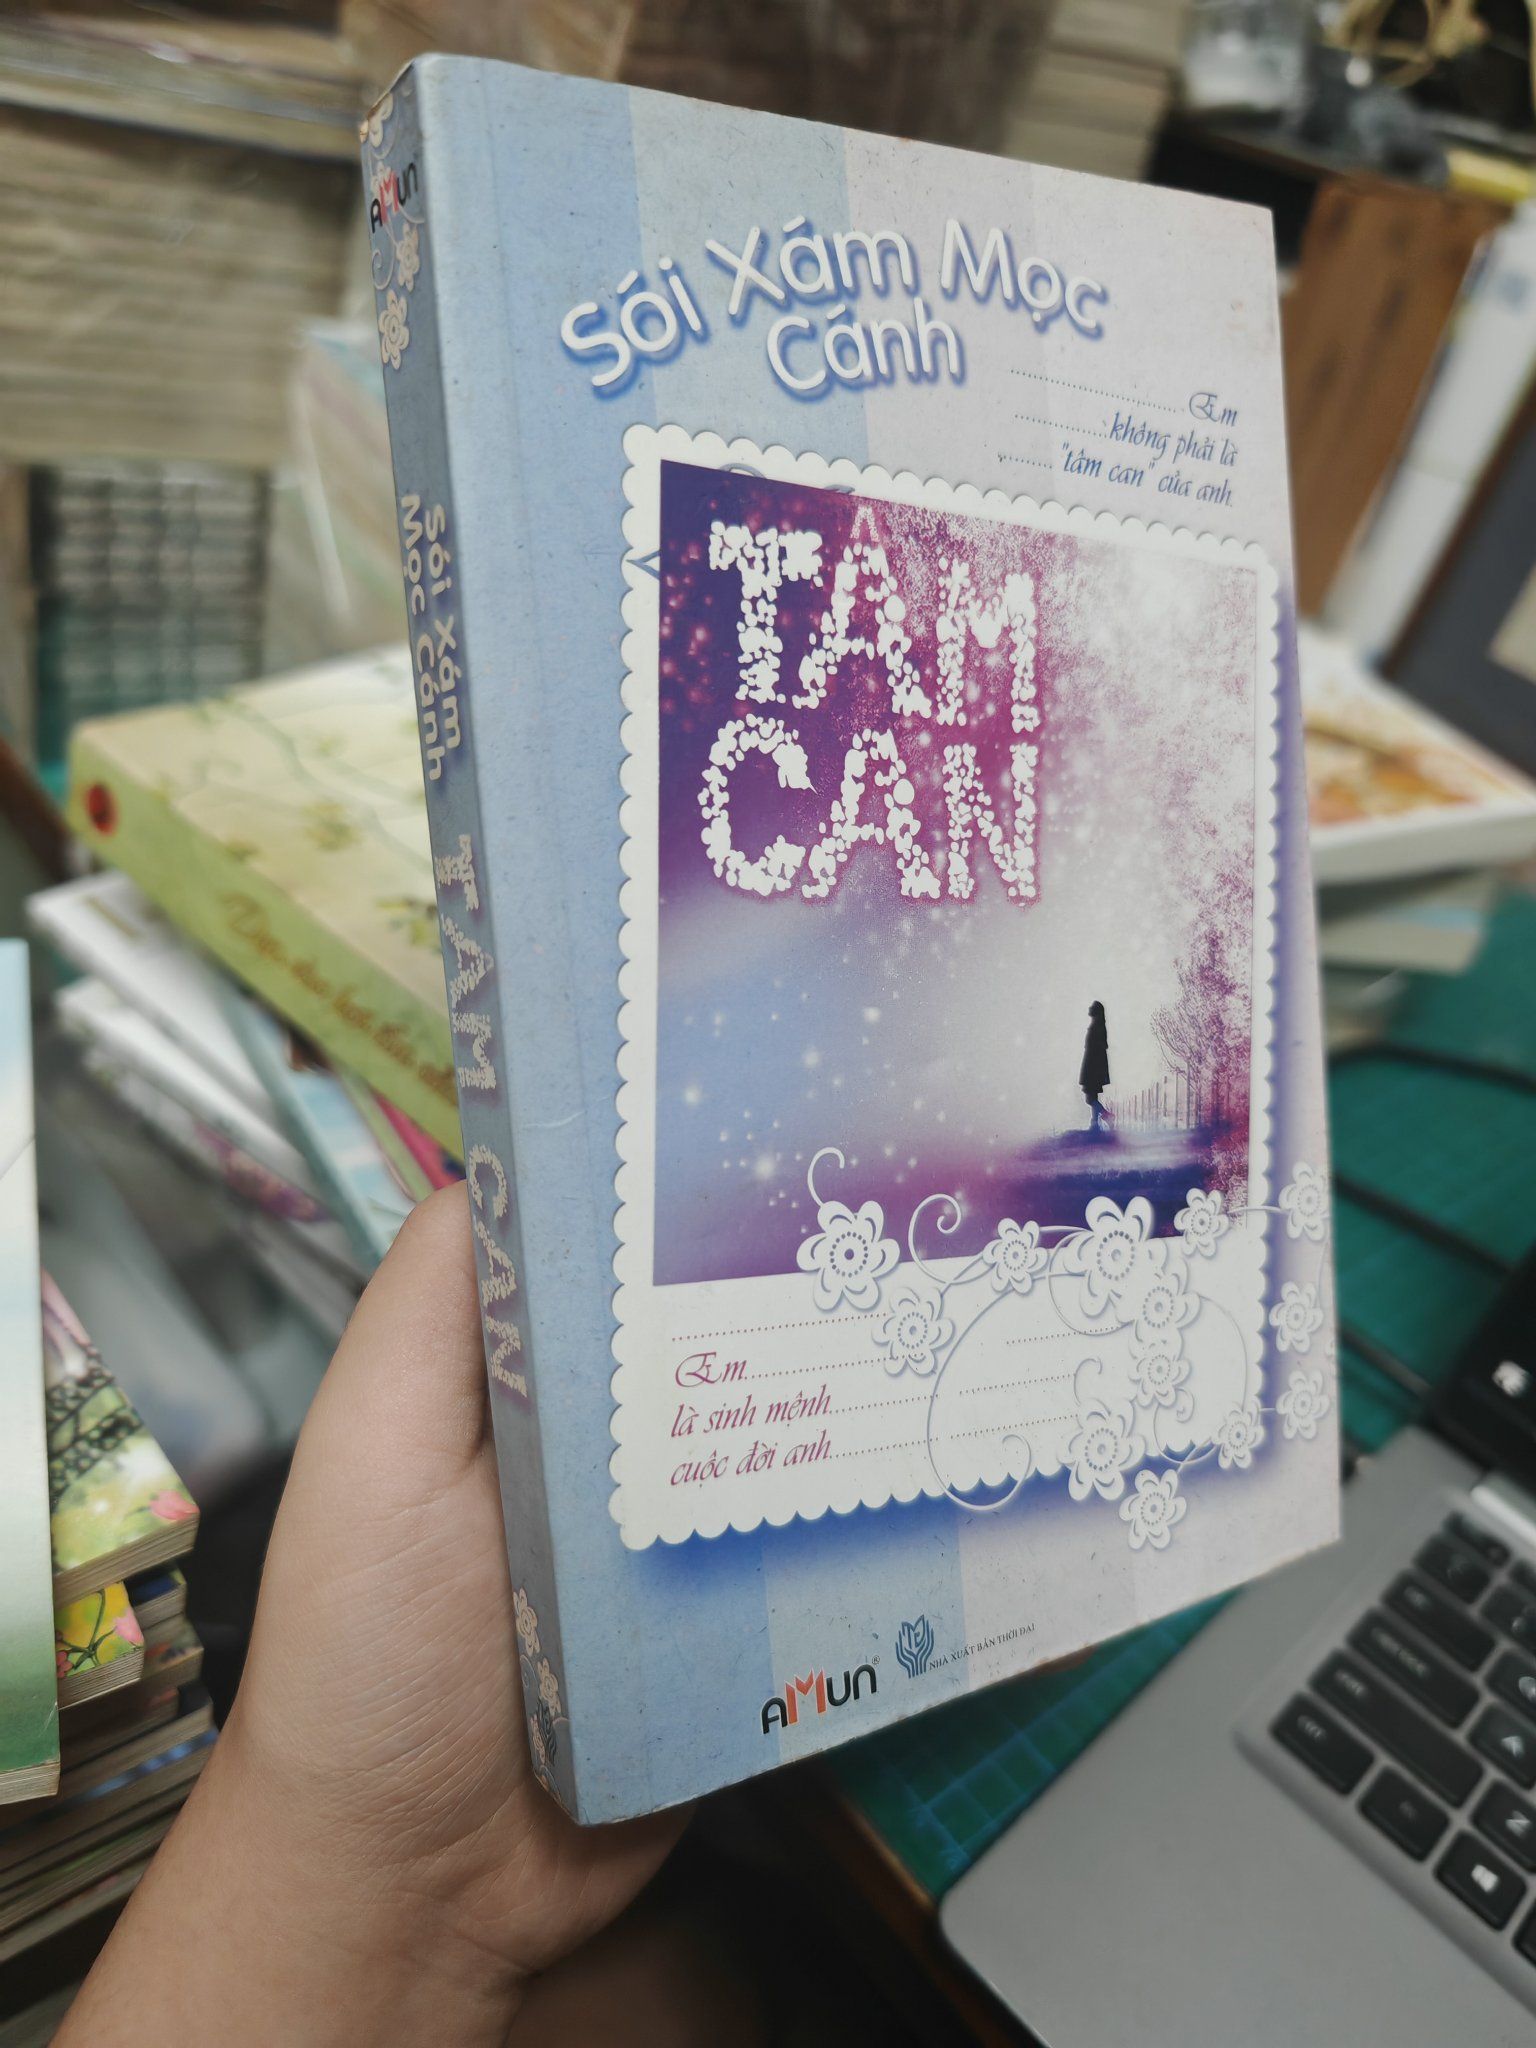 Sói Xám Mọc
Cánh
Em
không phải là
"tâm can" của anh.
TÂM
CAN
Em
là sinh mệnh
cuộc đời anh
AMUN®
NHÀ XUẤT BẢN THỜI ĐẠI
AMUN
Sói Xám
Mọc Cánh
TÂM CAN